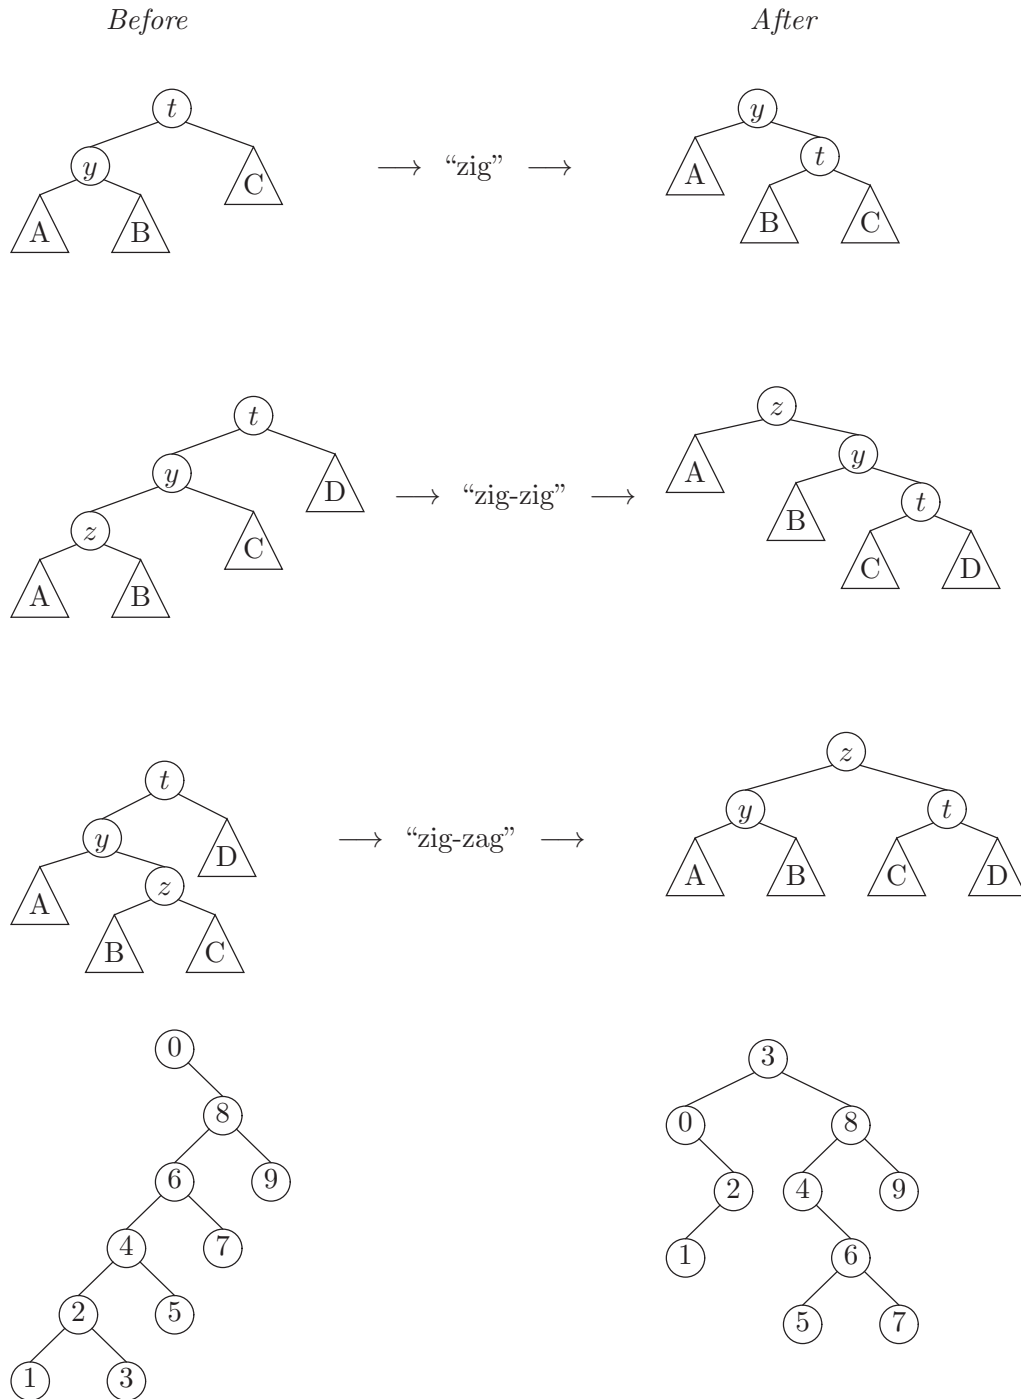 Before After
t y
y “zig” t
C A
A B B C
t z
y A y
D “zig-zig” B t
z C C D
A B
t z
y “zig-zag” y t
D A B C D
A z
B C
0 3
8 0 8
6 9 2 4 9
4 7 1 6
2 5 5 7
1 3